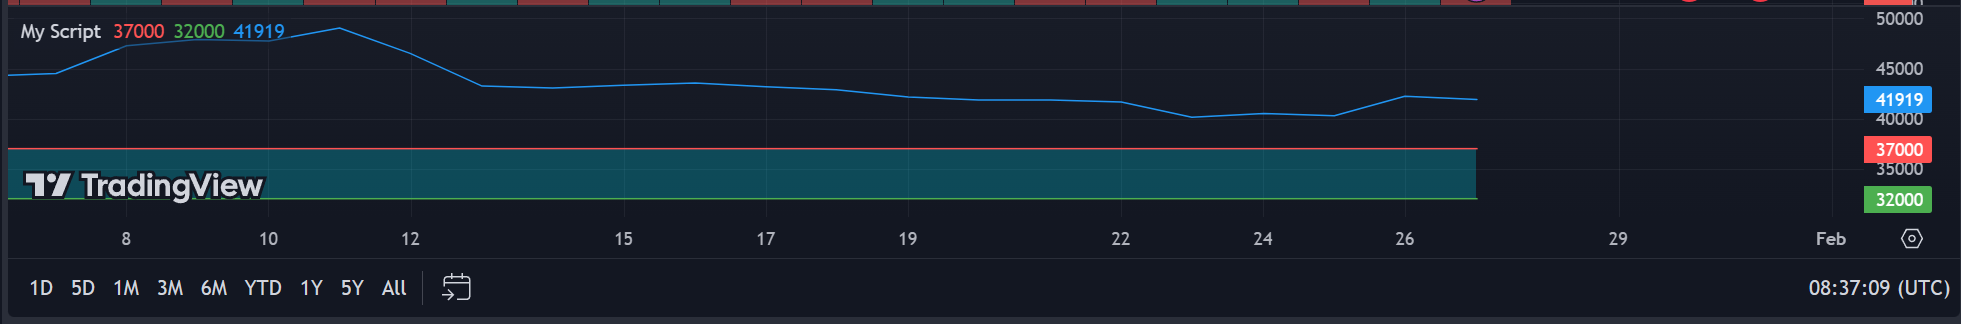 My Script 37000 32000 41919
50000
45000
41919
40000
37000
35000
32000
TradingView
8 10 12 15 17 19 22 24 26 29 Feb
1D 5D 1M 3M 6M YTD 1Y 5Y All
08:37:09 (UTC)